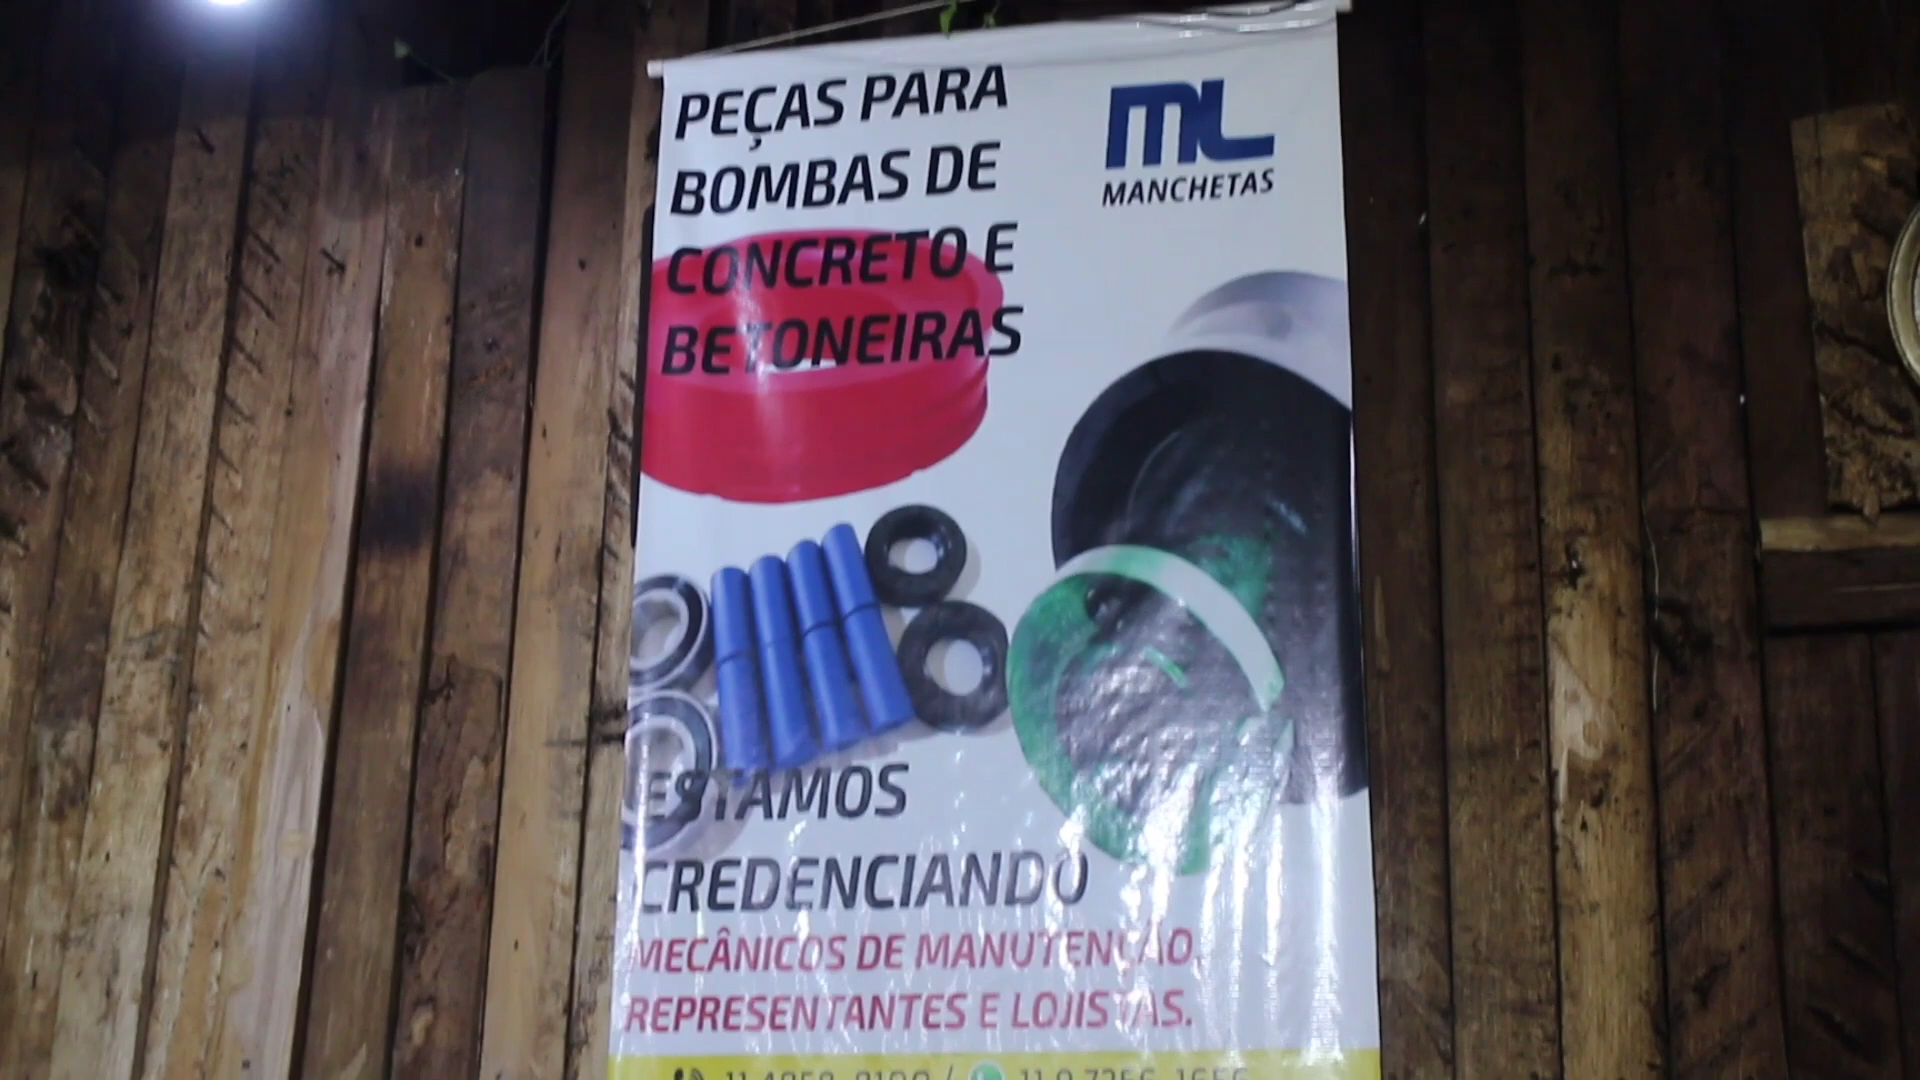 PEÇAS PARA
BOMBAS DE
CONCRETO E
BETONEIRAS
ML
MANCHETAS
ESTAMOS
CREDENCIANDO
MECÂNICOS DE MANUTENÇÃO,
REPRESENTANTES E LOJISTAS.